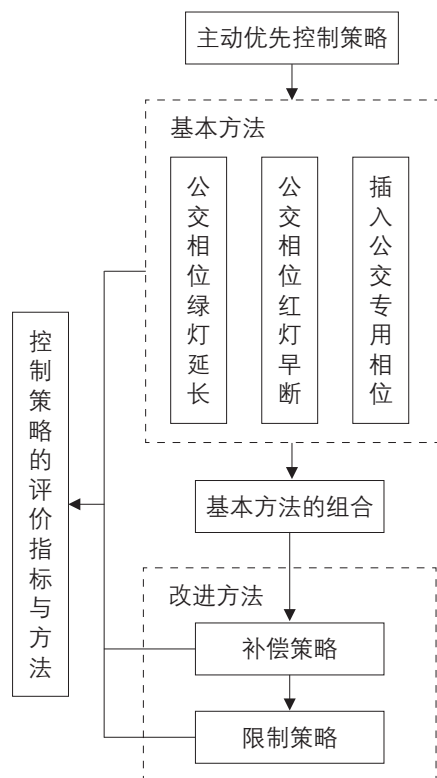 主动优先控制策略
基本方法
公交相位绿灯延长
公交相位红灯早断
插入公交专用相位
控制策略的评价指标与方法
基本方法的组合
改进方法
补偿策略
限制策略